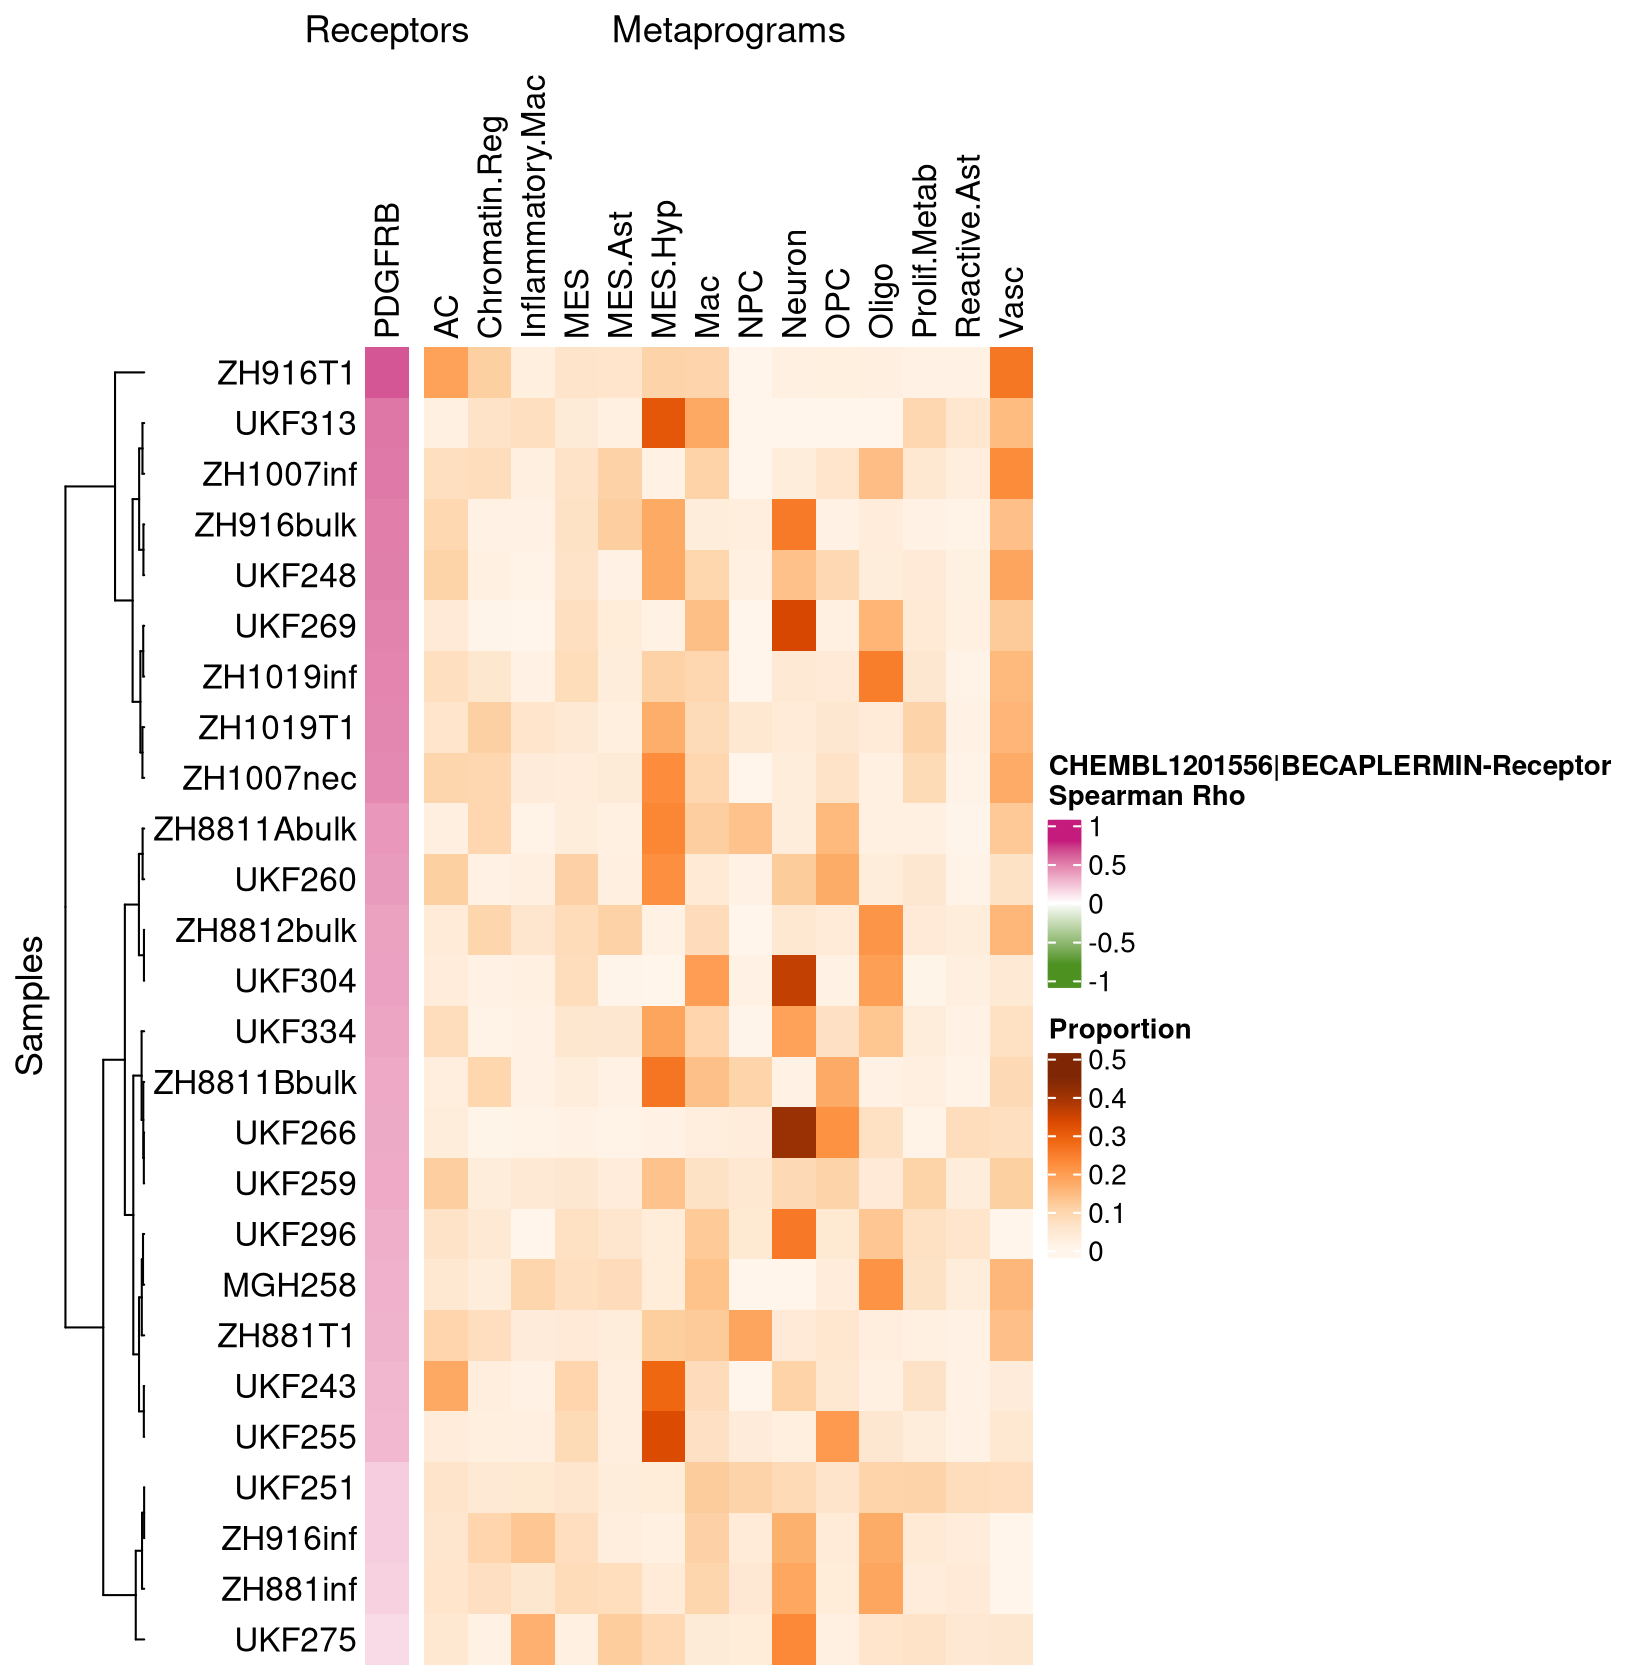 Receptors Metaprograms
PDGFRB AC Chromatin.Reg Inflammatory.Mac MES MES.Ast MES.Hyp Mac NPC Neuron OPC Oligo Prolif.Metab Reactive.Ast Vasc
Samples
ZH916T1
UKF313
ZH1007inf
ZH916bulk
UKF248
UKF269
ZH1019inf
ZH1019T1
ZH1007nec
ZH8811Abulk
UKF260
ZH8812bulk
UKF304
UKF334
ZH8811Bbulk
UKF266
UKF259
UKF296
MGH258
ZH881T1
UKF243
UKF255
UKF251
ZH916inf
ZH881inf
UKF275
CHEMBL1201556|BECAPLERMIN-Receptor
Spearman Rho
1
0.5
0
-0.5
-1
Proportion
0.5
0.4
0.3
0.2
0.1
0